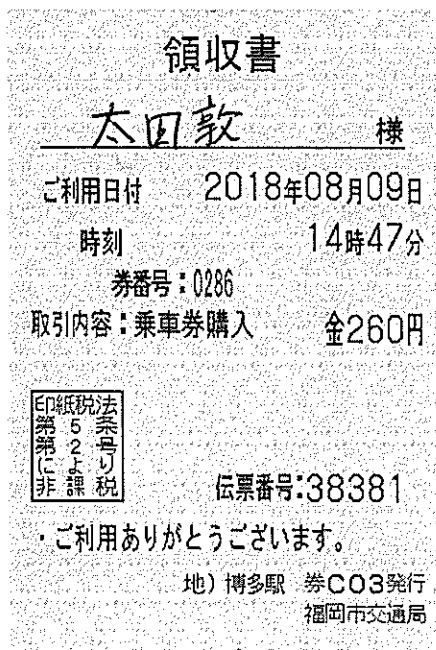 領収書
太田敦 様
ご利用日付 2018年08月09日
時刻 14時47分
券番号：0286
取引内容：乗車券購入 金260円
印紙税法
第5条
第2号
により
非課税
伝票番号：38381
・ご利用ありがとうございます。
地）博多駅 券C03発行
福岡市交通局